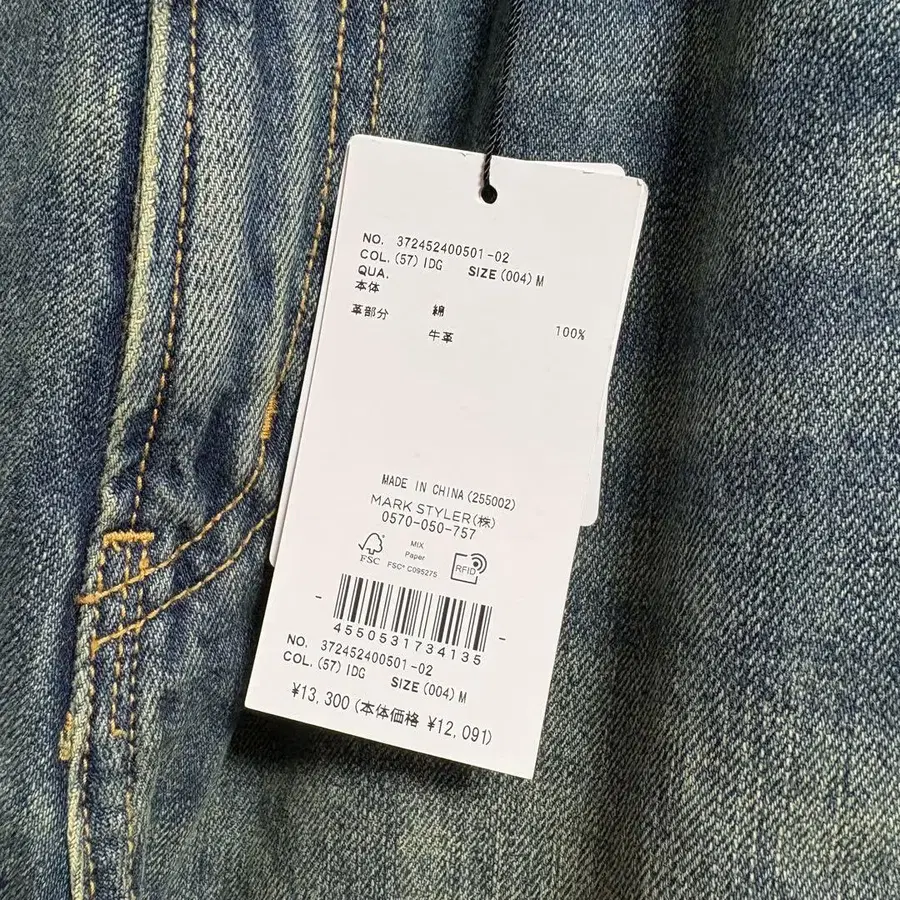 NO. 372452400501-02
COL. (57) IDG SIZE (004) M
QUA.
本体
綿 100%
革部分
牛革
MADE IN CHINA (255002)
MARK STYLER(株)
0570-050-757
FSC
MIX
Paper
FSC® C095275
RFID
4550531734135
NO. 372452400501-02
COL. (57) IDG SIZE (004) M
¥13,300 (本体価格 ¥12,091)